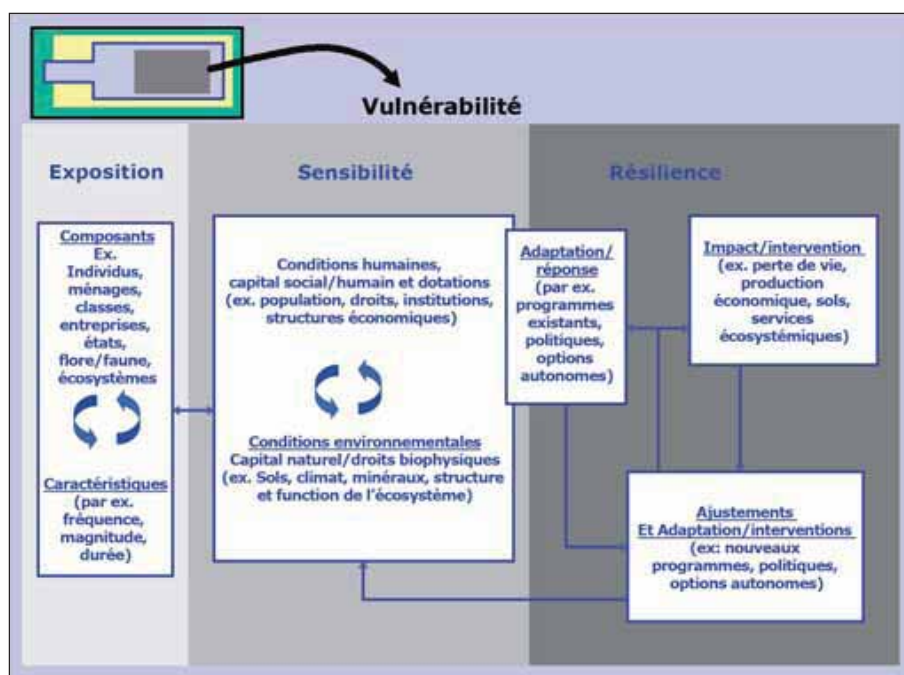 Vulnérabilité
Exposition
Sensibilité
Résilience
Composants
Ex.
Individus,
ménages,
classes,
entreprises,
états,
flore/faune,
écosystèmes
Caractéristiques
(par ex.
fréquence,
magnitude,
durée)
Conditions humaines,
capital social/humain et dotations
(ex. population, droits, institutions,
structures économiques)
Conditions environnementales
Capital naturel/droits biophysiques
(ex. Sols, climat, minéraux, structure
et function de l'écosystème)
Adaptation/
réponse
(par ex.
programmes
existants,
politiques,
options
autonomes)
Impact/intervention
(ex. perte de vie,
production
économique, sols,
services
écosystémiques)
Ajustements
Et Adaptation/interventions
(ex: nouveaux
programmes, politiques,
options autonomes)